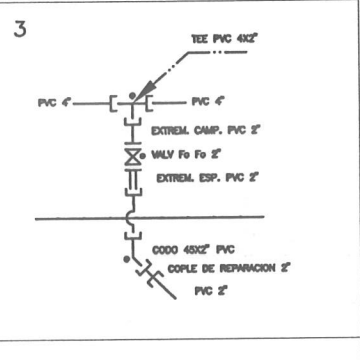 3
TEE PVC 4X2"
PVC 4"
PVC 4"
EXTREM. CAMP. PVC 2"
VALV Fo Fo 2"
EXTREM. ESP. PVC 2"
CODO 45X2" PVC
COPLE DE REPARACION 2"
PVC 2"